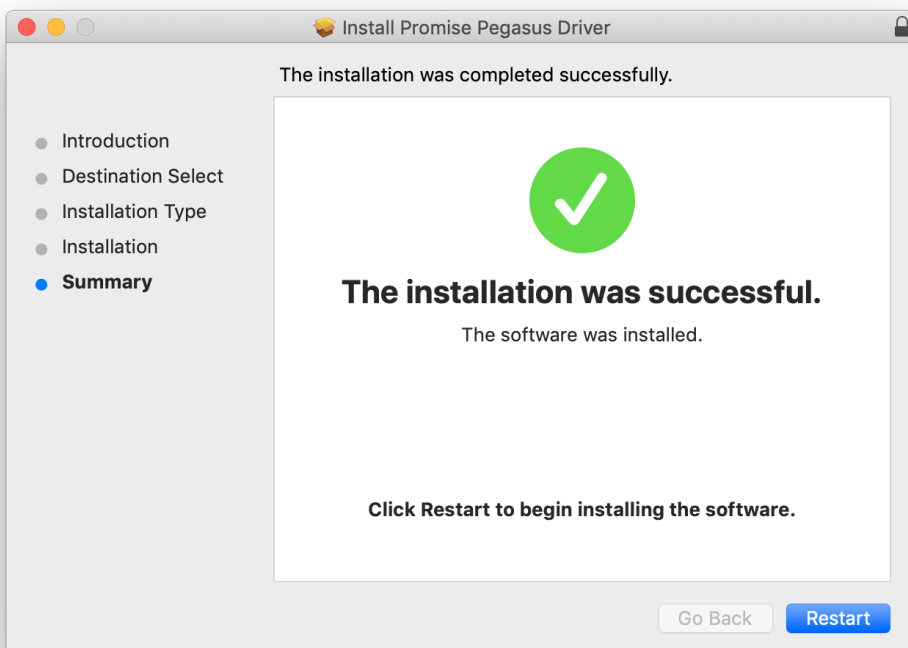 Install Promise Pegasus Driver
The installation was completed successfully.
Introduction
Destination Select
Installation Type
Installation
Summary
The installation was successful.
The software was installed.
Click Restart to begin installing the software.
Go Back
Restart